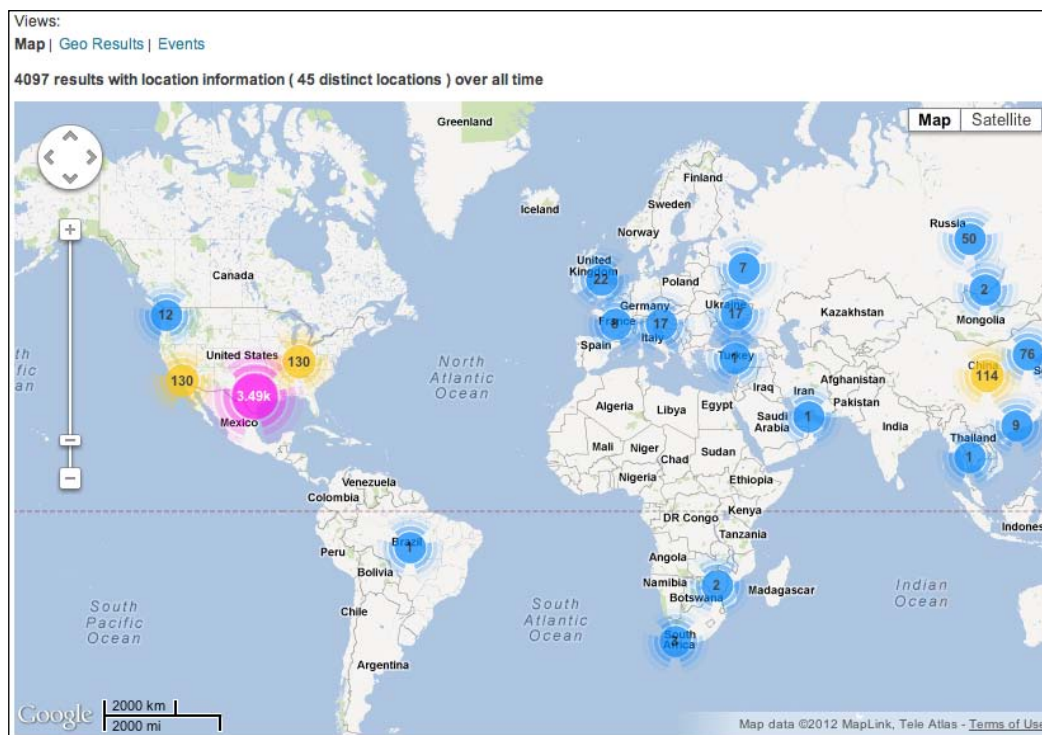 Views:
Map | Geo Results | Events
4097 results with location information ( 45 distinct locations ) over all time
Map Satellite
Greenland
Finland
Iceland
Sweden
Russia
Norway
50
United
Kingdom
7
Canada
22
Poland
2
12
Germany
Ukraine
Kazakhstan
Mongolia
France
17
17
Italy
United States
130
North
Atlantic
Ocean
Spain
Turkey
1
76
130
China
114
3.49k
Iraq
Iran
Afghanistan
Mexico
Algeria
Libya
Egypt
Pakistan
Saudi
Arabia
1
India
9
Mali
Niger
Chad
Sudan
Thailand
1
Venezuela
Nigeria
Ethiopia
Colombia
DR Congo
Kenya
Tanzania
Brazil
1
Peru
Bolivia
Angola
Namibia
2
Botswana
Madagascar
Indian
Ocean
South
Pacific
Ocean
Chile
South
Atlantic
Ocean
South
Africa
Argentina
Google
2000 km
2000 mi
Map data ©2012 MapLink, Tele Atlas - Terms of Use